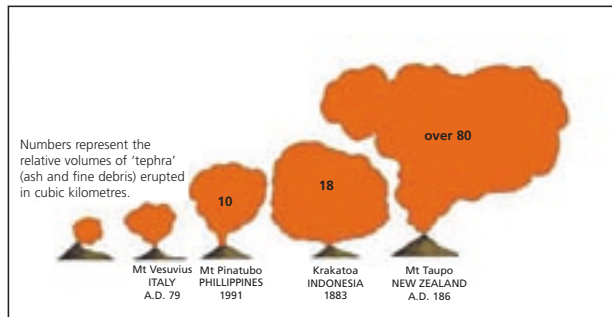 over 80
Numbers represent the
relative volumes of 'tephra'
(ash and fine debris) erupted
in cubic kilometres.
10
18
Mt Vesuvius
ITALY
A.D. 79
Mt Pinatubo
PHILLIPPINES
1991
Krakatoa
INDONESIA
1883
Mt Taupo
NEW ZEALAND
A.D. 186